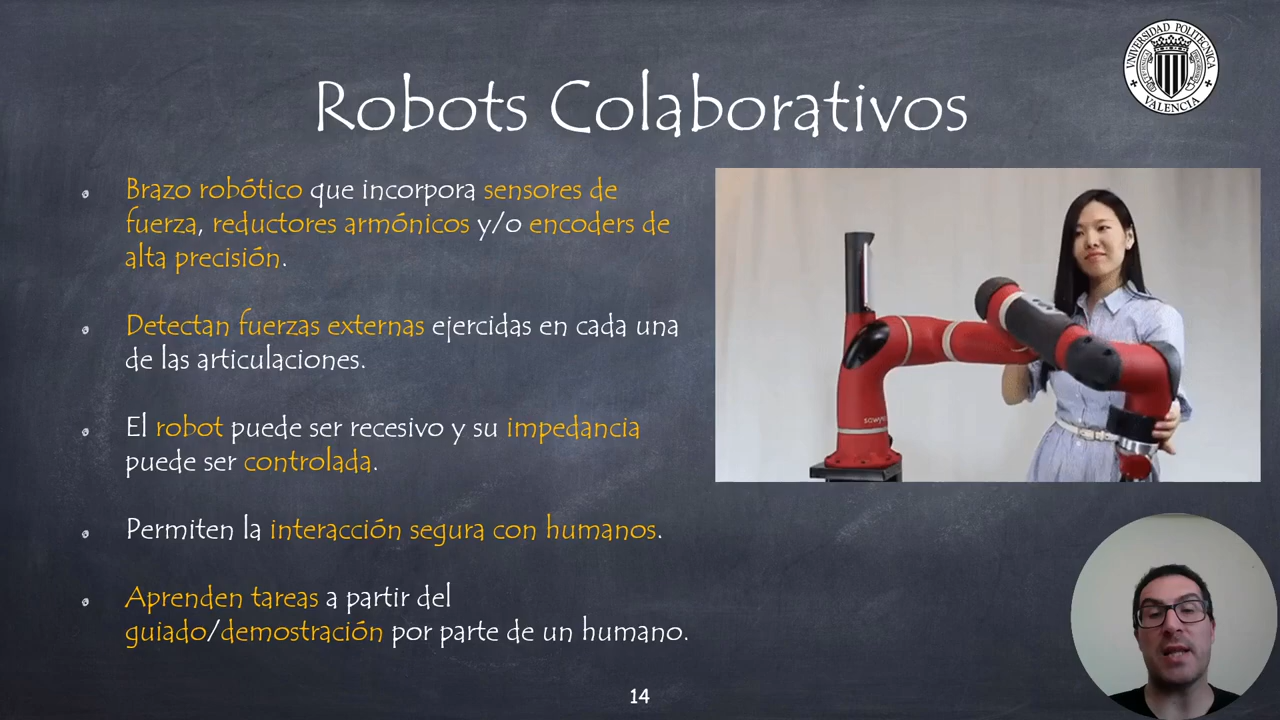 UNIVERSIDAD POLITECNICA
VALENCIA
Robots Colaborativos
Brazo robótico que incorpora sensores de
fuerza, reductores armónicos y/o encoders de
alta precisión.
Detectan fuerzas externas ejercidas en cada una
de las articulaciones.
El robot puede ser recesivo y su impedancia
puede ser controlada.
Permiten la interacción segura con humanos.
Aprenden tareas a partir del
guiado/demostración por parte de un humano.
14